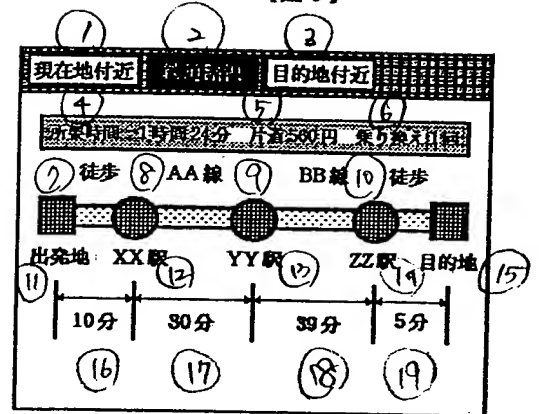 ① ② ③
現在地付近 目的地付近
④ ⑤ ⑥
所要時間=1時間24分 片道560円 乗り換え1回
⑦ 徒歩 ⑧ AA線 ⑨ BB線 ⑩ 徒歩
出発地 XX駅 YY駅 ZZ駅 目的地
⑪ ⑫ ⑬ ⑭ ⑮
10分 30分 39分 5分
⑯ ⑰ ⑱ ⑲